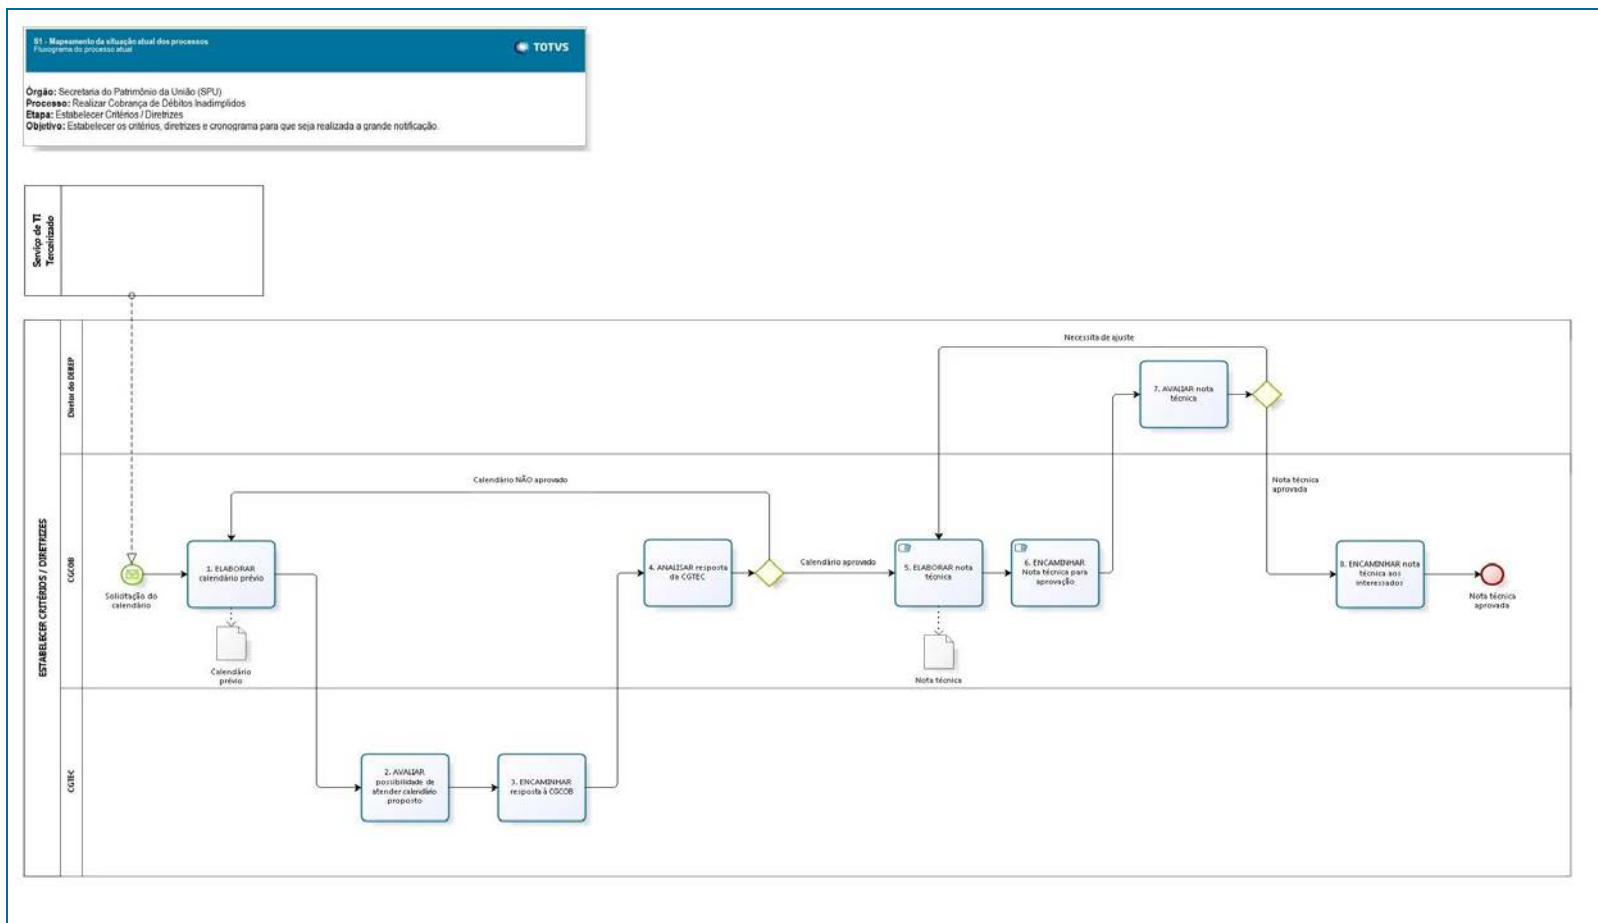 S1 - Mapeamento da situação atual dos processos
Fluxograma do processo atual
TOTVS
Órgão: Secretaria do Patrimônio da União (SPU)
Processo: Realizar Cobrança de Débitos Inadimplidos
Etapa: Estabelecer Critérios / Diretrizes
Objetivo: Estabelecer os critérios, diretrizes e cronograma para que seja realizada a grande notificação.
Serviço de TI
Terceirizado
ESTABELECER CRITÉRIOS / DIRETRIZES
Diretor do DEREP
Necessita de ajuste
7. AVALIAR nota
técnica
CGCOB
Calendário NÃO aprovado
Nota técnica
aprovada
Solicitação do
calendário
1. ELABORAR
calendário prévio
Calendário
prévio
4. ANALISAR resposta
da CGTEC
Calendário aprovado
5. ELABORAR nota
técnica
Nota técnica
6. ENCAMINHAR
Nota técnica para
aprovação
8. ENCAMINHAR nota
técnica aos
interessados
Nota técnica
aprovada
CGTEC
2. AVALIAR
possibilidade de
atender calendário
proposto
3. ENCAMINHAR
resposta à CGCOB